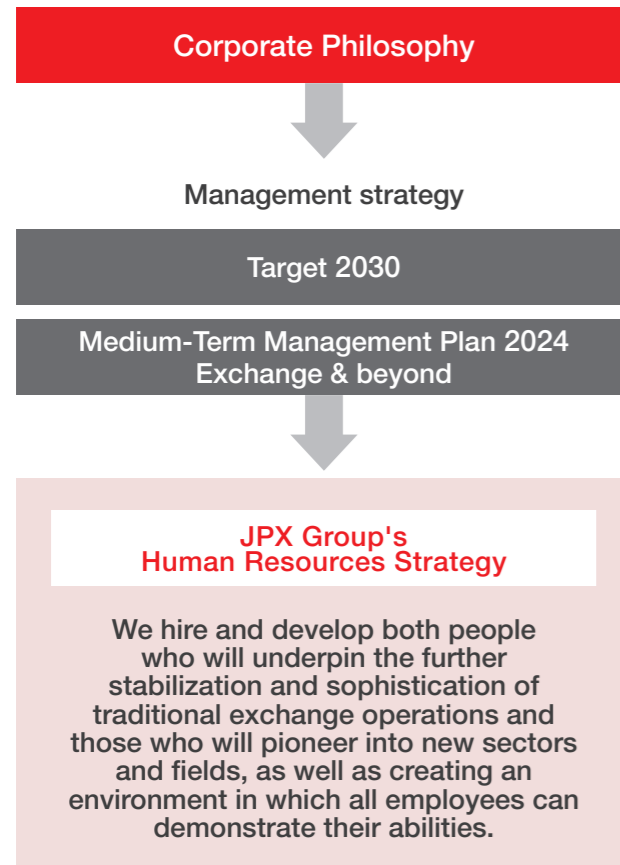 Corporate Philosophy
Management strategy
Target 2030
Medium-Term Management Plan 2024
Exchange & beyond
JPX Group's
Human Resources Strategy
We hire and develop both people
who will underpin the further
stabilization and sophistication of
traditional exchange operations and
those who will pioneer into new sectors
and fields, as well as creating an
environment in which all employees can
demonstrate their abilities.